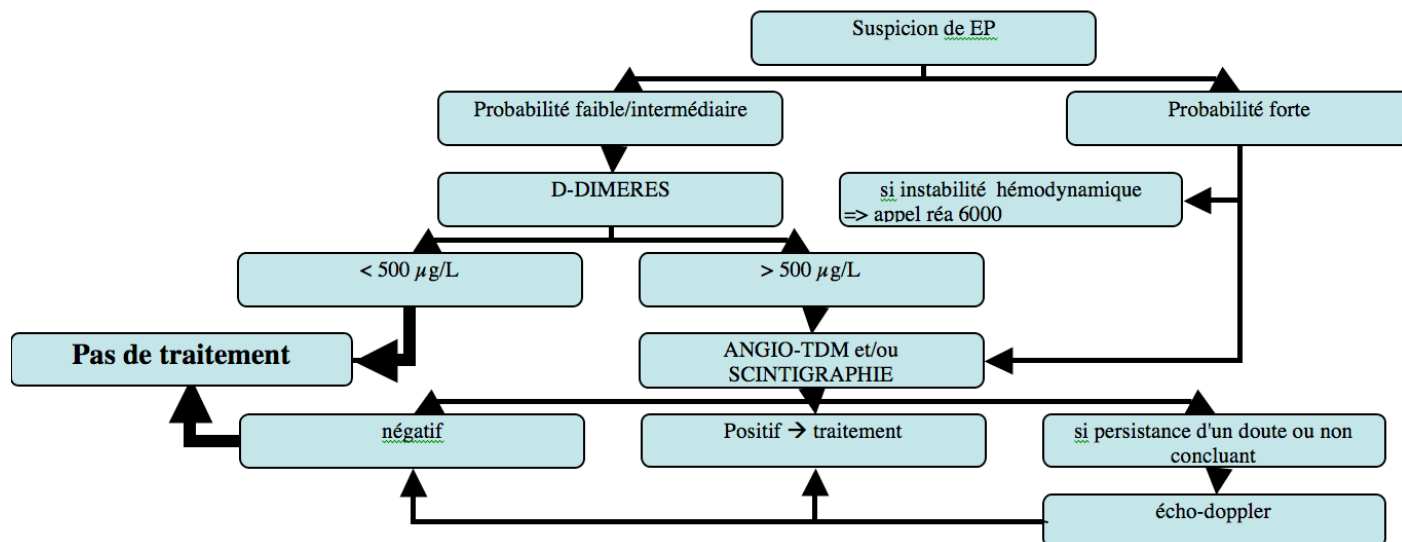 Suspicion de EP
Probabilité faible/intermédiaire
Probabilité forte
D-DIMERES
si instabilité hémodynamique
=> appel réa 6000
< 500 µg/L
> 500 µg/L
Pas de traitement
ANGIO-TDM et/ou
SCINTIGRAPHIE
négatif
Positif → traitement
si persistance d'un doute ou non
concluant
écho-doppler